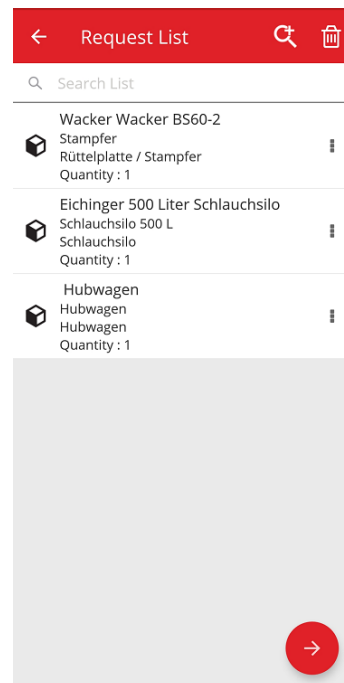 Request List
Search List
Wacker Wacker BS60-2
Stampfer
Rüttelplatte / Stampfer
Quantity : 1
Eichinger 500 Liter Schlauchsilo
Schlauchsilo 500 L
Schlauchsilo
Quantity : 1
Hubwagen
Hubwagen
Hubwagen
Quantity : 1